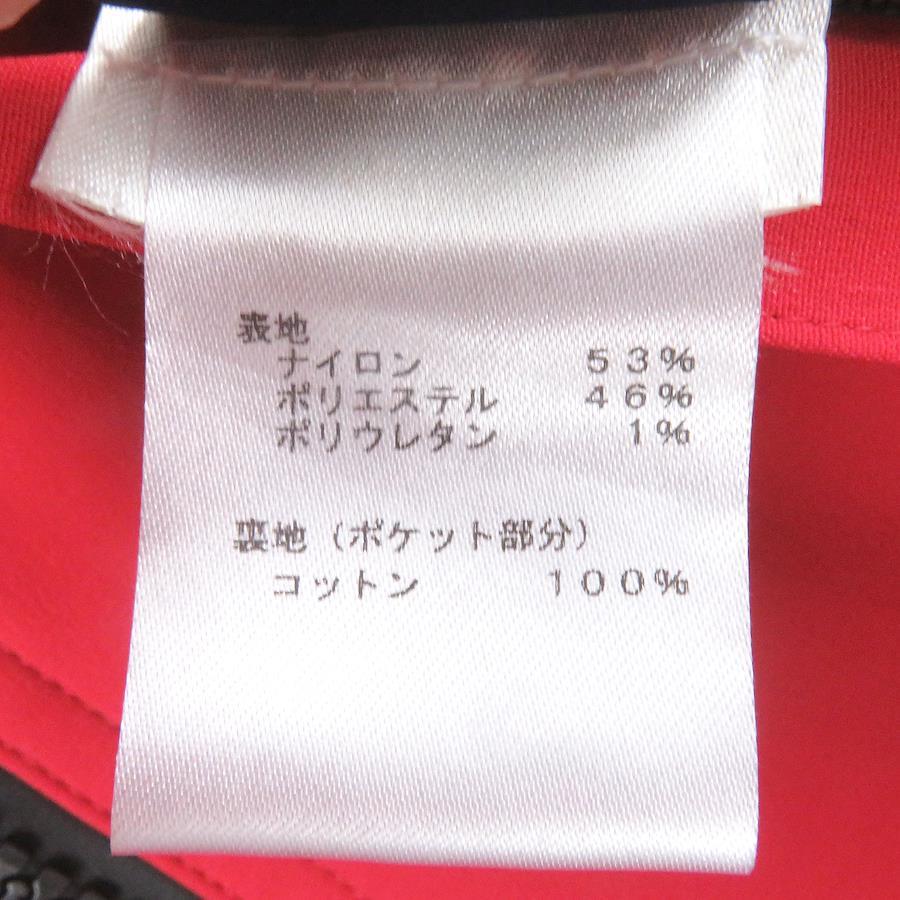 表地
ナイロン ５３％
ポリエステル ４６％
ポリウレタン １％
裏地（ポケット部分）
コットン １００％